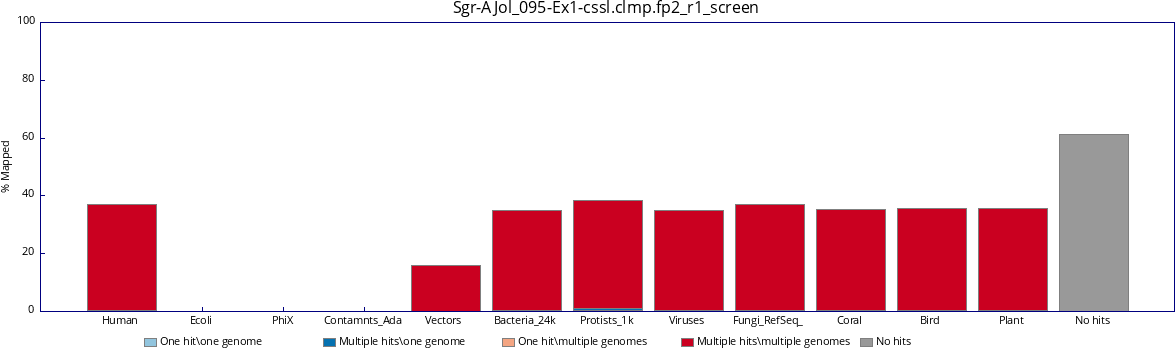 Sgr-AJol_095-Ex1-cssl.clmp.fp2_r1_screen
100
80
60
40
20
0
% Mapped
Human Ecoli PhiX Contamnts_Ada Vectors Bacteria_24k Protists_1k Viruses Fungi_RefSeq_ Coral Bird Plant No hits
One hit\one genome Multiple hits\one genome One hit\multiple genomes Multiple hits\multiple genomes No hits